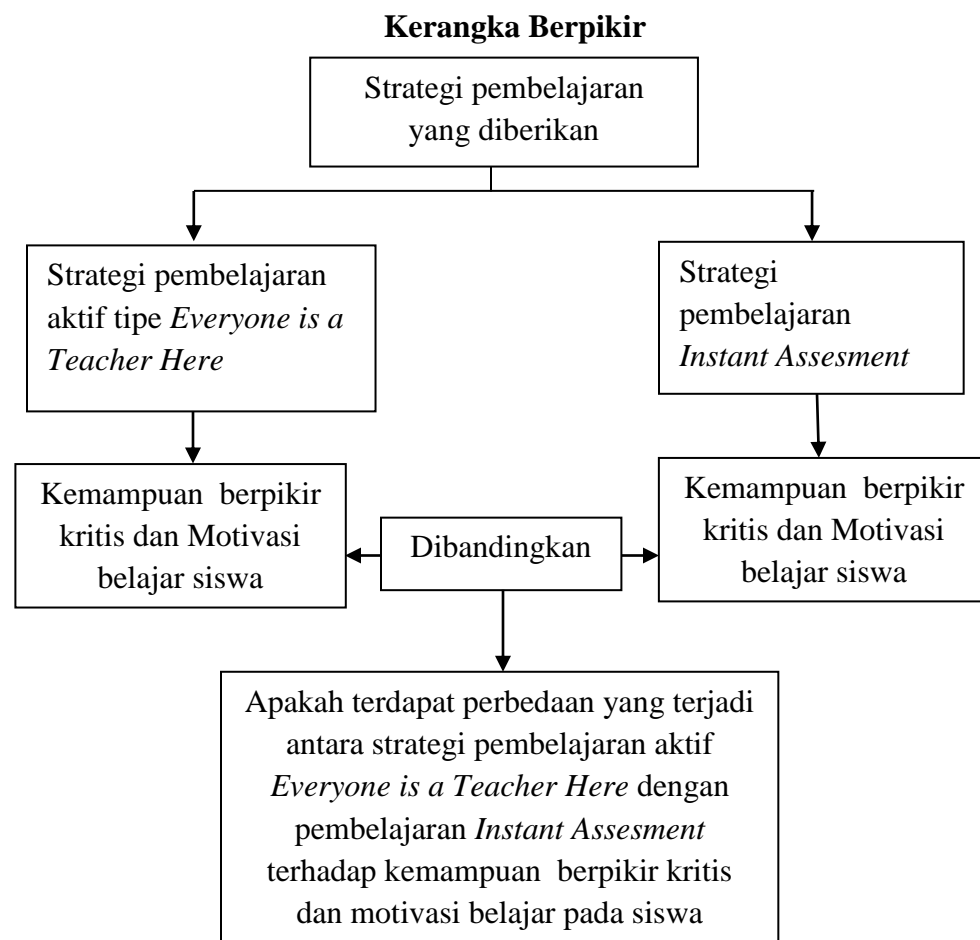 Kerangka Berpikir
Strategi pembelajaran
yang diberikan
Strategi pembelajaran
aktif tipe Everyone is a
Teacher Here
Strategi
pembelajaran
Instant Assesment
Kemampuan berpikir
kritis dan Motivasi
belajar siswa
Dibandingkan
Kemampuan berpikir
kritis dan Motivasi
belajar siswa
Apakah terdapat perbedaan yang terjadi
antara strategi pembelajaran aktif
Everyone is a Teacher Here dengan
pembelajaran Instant Assesment
terhadap kemampuan berpikir kritis
dan motivasi belajar pada siswa